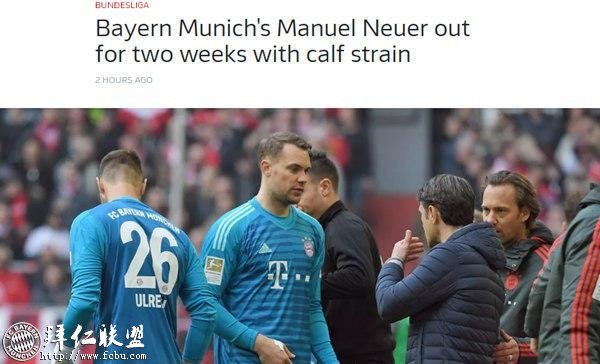 BUNDESLIGA
Bayern Munich's Manuel Neuer out
for two weeks with calf strain
2 HOURS AGO
FC BAYERN MÜNCHEN
26
ULREI
T
拜仁联盟
http://www.fcbu.com